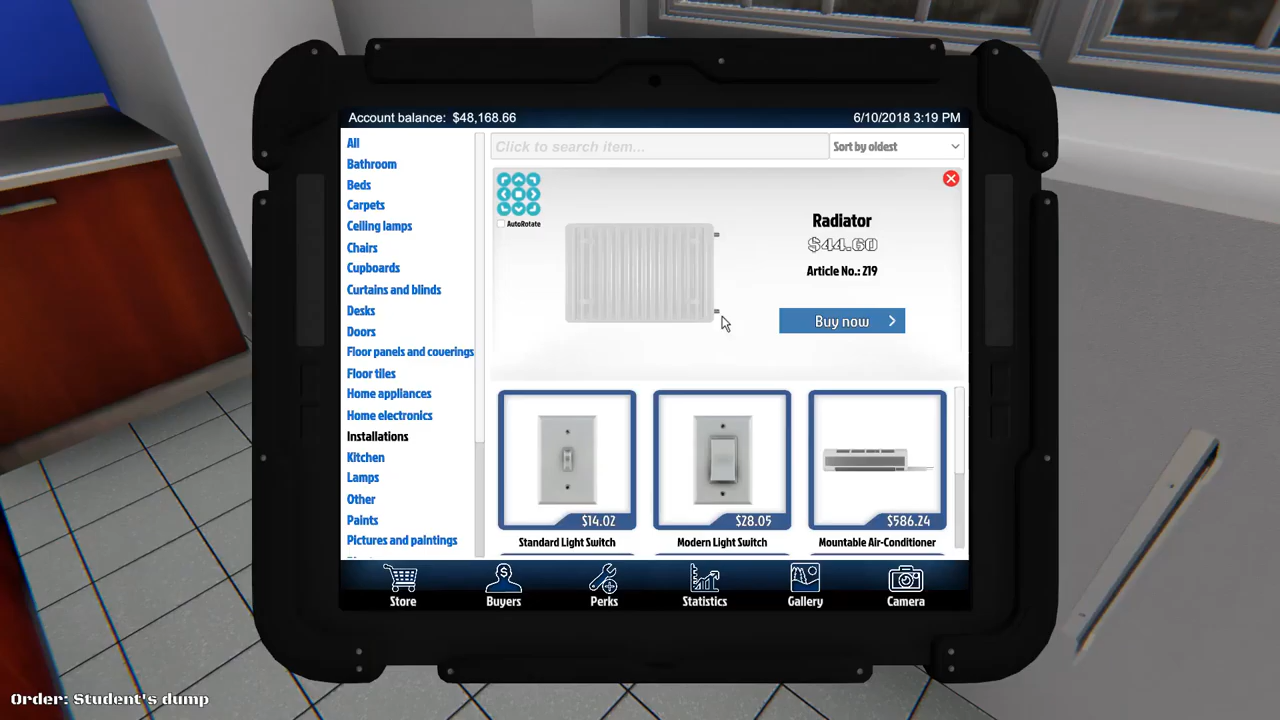 Account balance: $48,168.66
6/10/2018 3:19 PM
All
Bathroom
Beds
Carpets
Ceiling lamps
Chairs
Cupboards
Curtains and blinds
Desks
Doors
Floor panels and coverings
Floor tiles
Home appliances
Home electronics
Installations
Kitchen
Lamps
Other
Paints
Pictures and paintings
Click to search item...
Sort by oldest
AutoRotate
Radiator
$44.60
Article No.: Z19
Buy now
$14.02
Standard Light Switch
$28.05
Modern Light Switch
$586.24
Mountable Air-Conditioner
Store
Buyers
Perks
Statistics
Gallery
Camera
Order: Student's dump